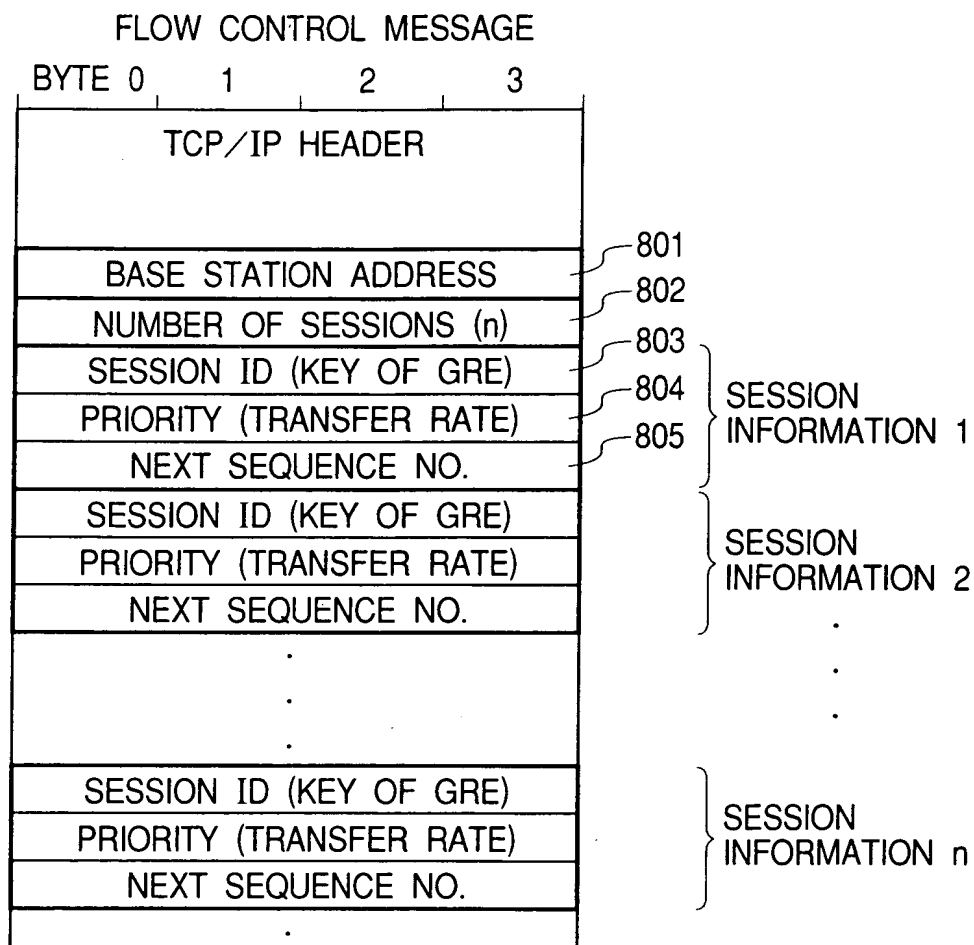 FLOW CONTROL MESSAGE
BYTE 0 1 2 3
TCP/IP HEADER
BASE STATION ADDRESS
801
NUMBER OF SESSIONS (n)
802
SESSION ID (KEY OF GRE)
803
PRIORITY (TRANSFER RATE)
804
NEXT SEQUENCE NO.
805
SESSION
INFORMATION 1
SESSION ID (KEY OF GRE)
PRIORITY (TRANSFER RATE)
NEXT SEQUENCE NO.
SESSION
INFORMATION 2
SESSION ID (KEY OF GRE)
PRIORITY (TRANSFER RATE)
NEXT SEQUENCE NO.
SESSION
INFORMATION n